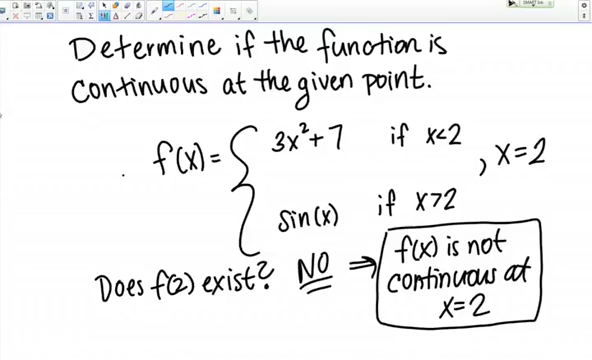 Determine if the function is
continuous at the given point.
f(x) = { 3x²+7 if x<2
, x=2
sin(x) if x>2
Does f(2) exist? NO ⇒ f(x) is not
continuous at
x=2